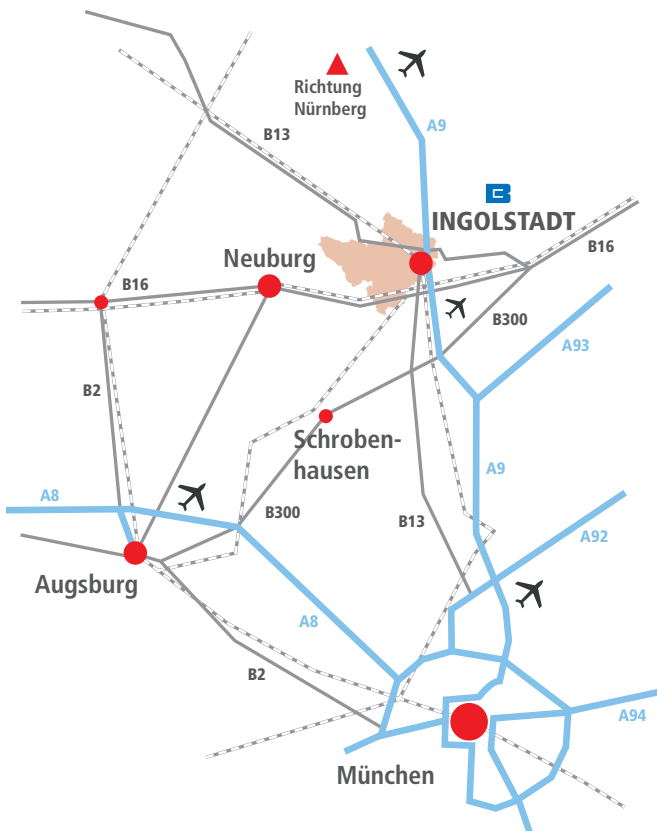 Richtung
Nürnberg
A9
B13
INGOLSTADT
B16
Neuburg
B16
B300
A93
B2
Schroben-
hausen
A9
A8
B300
B13
A92
Augsburg
A8
B2
A94
München